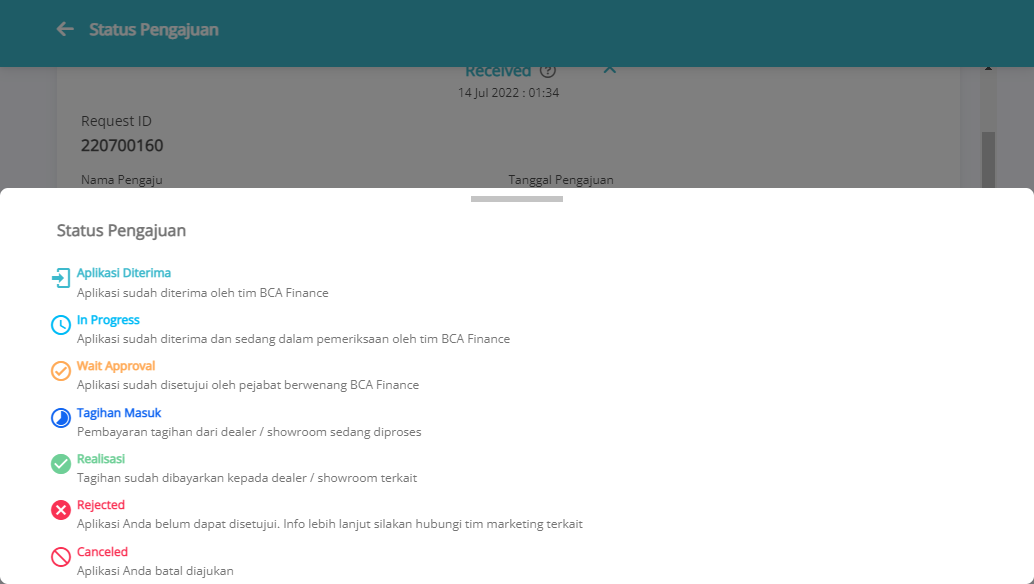 Status Pengajuan
Received
14 Jul 2022 : 01:34
Request ID
220700160
Nama Pengaju
Tanggal Pengajuan
Status Pengajuan
Aplikasi Diterima
Aplikasi sudah diterima oleh tim BCA Finance
In Progress
Aplikasi sudah diterima dan sedang dalam pemeriksaan oleh tim BCA Finance
Wait Approval
Aplikasi sudah disetujui oleh pejabat berwenang BCA Finance
Tagihan Masuk
Pembayaran tagihan dari dealer / showroom sedang diproses
Realisasi
Tagihan sudah dibayarkan kepada dealer / showroom terkait
Rejected
Aplikasi Anda belum dapat disetujui. Info lebih lanjut silakan hubungi tim marketing terkait
Canceled
Aplikasi Anda batal diajukan